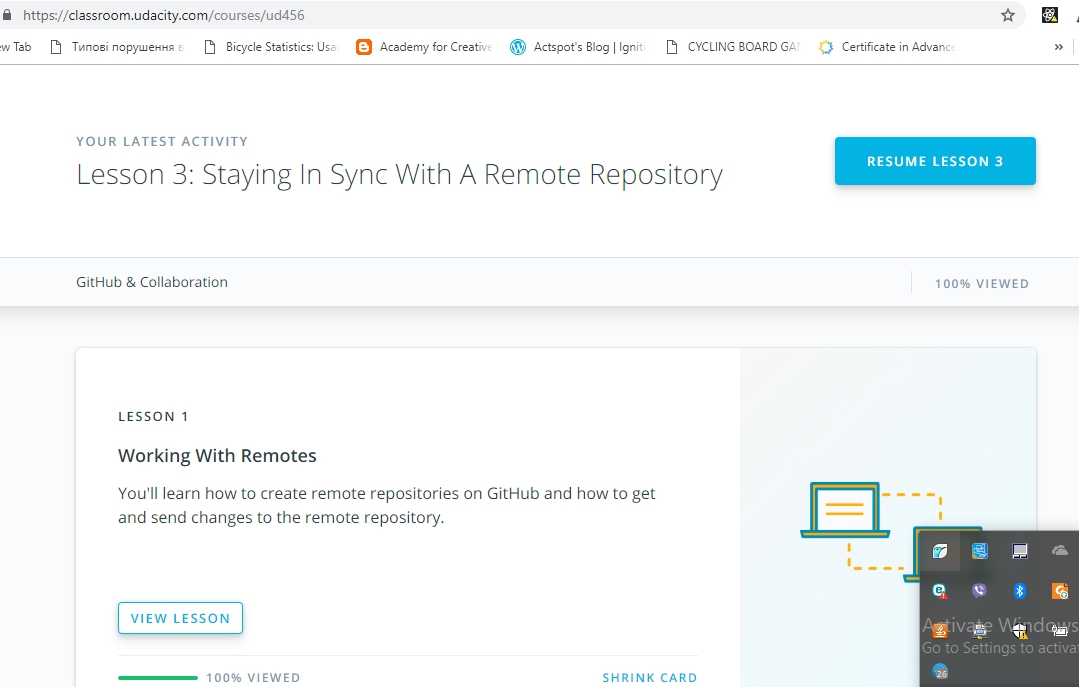 https://classroom.udacity.com/courses/ud456
ew Tab Типові порушення в Bicycle Statistics: Usag Academy for Creative Actspot's Blog | Igniti CYCLING BOARD GAM Certificate in Advance »
YOUR LATEST ACTIVITY
Lesson 3: Staying In Sync With A Remote Repository
RESUME LESSON 3
GitHub & Collaboration
100% VIEWED
LESSON 1
Working With Remotes
You'll learn how to create remote repositories on GitHub and how to get
and send changes to the remote repository.
VIEW LESSON
100% VIEWED
SHRINK CARD
Activate Windows
Go to Settings to activa
26